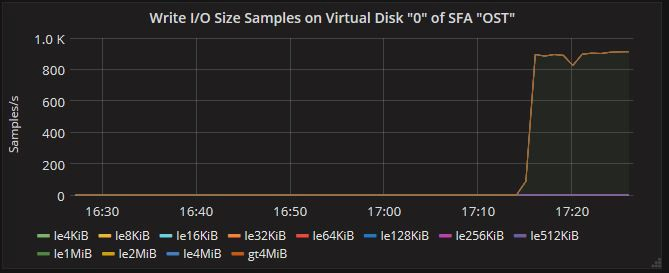 Write I/O Size Samples on Virtual Disk "0" of SFA "OST"
1.0 K
800
600
400
200
0
Samples/s
16:30 16:40 16:50 17:00 17:10 17:20
le4KiB le8KiB le16KiB le32KiB le64KiB le128KiB le256KiB le512KiB
le1MiB le2MiB le4MiB gt4MiB